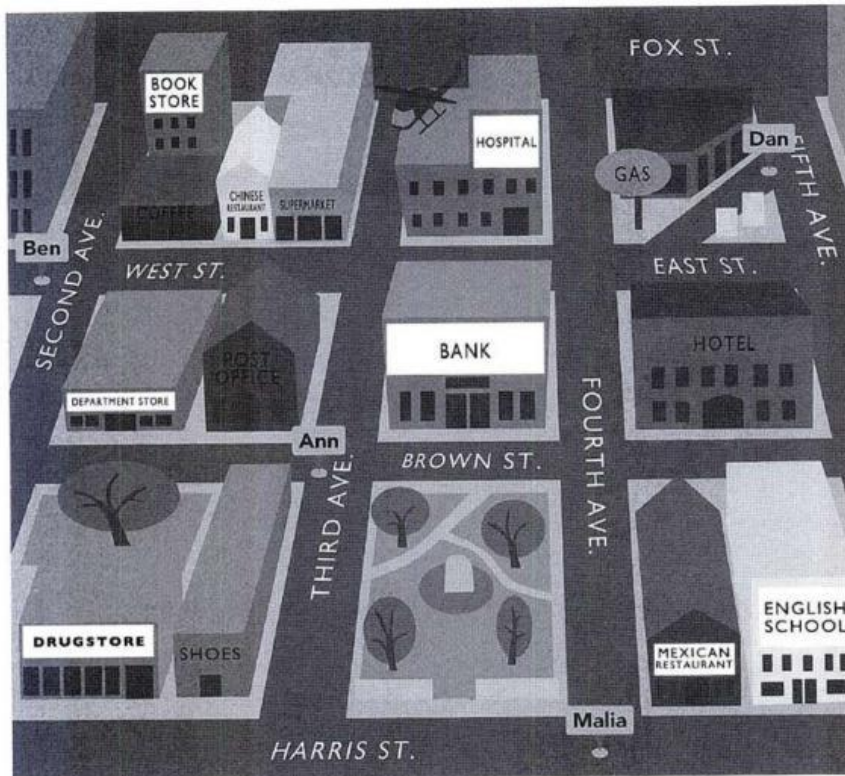 FOX ST.
BOOK
STORE
HOSPITAL
Dan
FIFTH AVE.
GAS
CHINESE
RESTAURANT
SUPERMARKET
COFFEE
Ben
WEST ST.
EAST ST.
SECOND AVE.
BANK
HOTEL
POST
OFFICE
DEPARTMENT STORE
FOURTH AVE.
Ann
BROWN ST.
THIRD AVE.
DRUGSTORE
SHOES
ENGLISH
SCHOOL
MEXICAN
RESTAURANT
Malia
HARRIS ST.